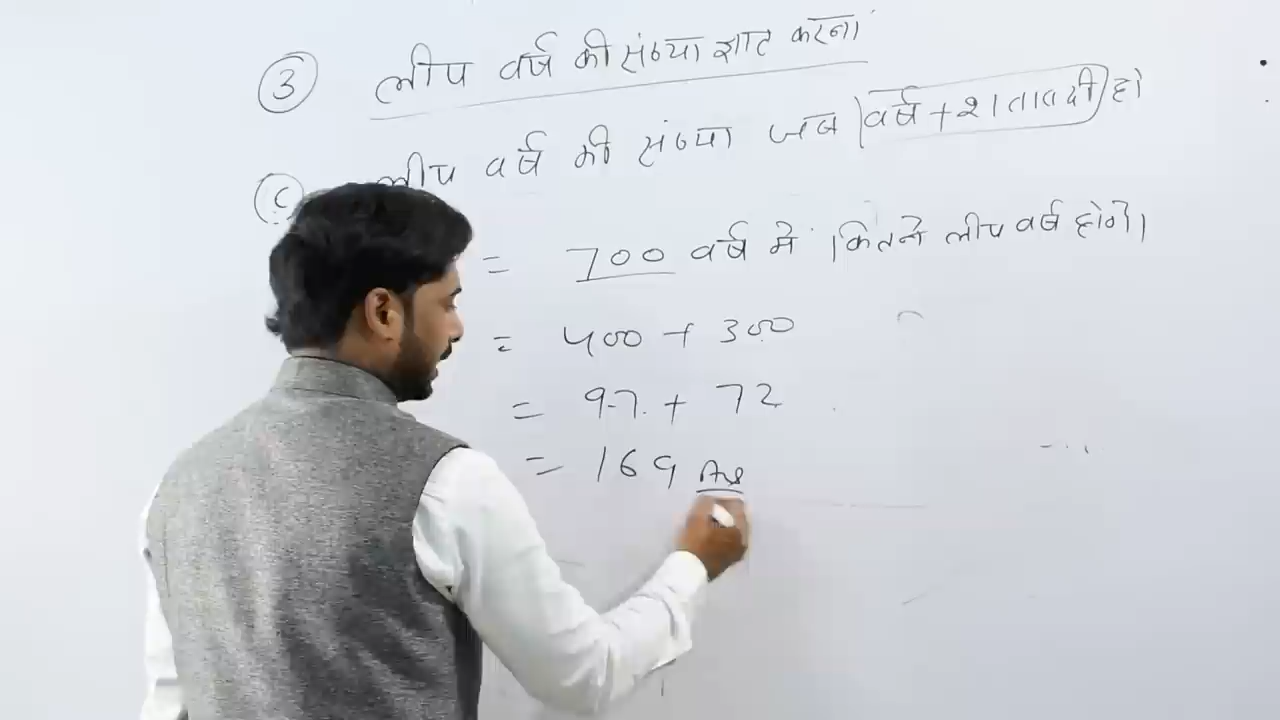 ③ लीप वर्ष की संख्या ज्ञाट करना
(c) लीप वर्ष की संख्या जब वर्ष + शताब्दी हो
= 700 वर्ष में कितने लीप वर्ष होगें।
= 400 + 300
= 97 + 72
= 169 Ans